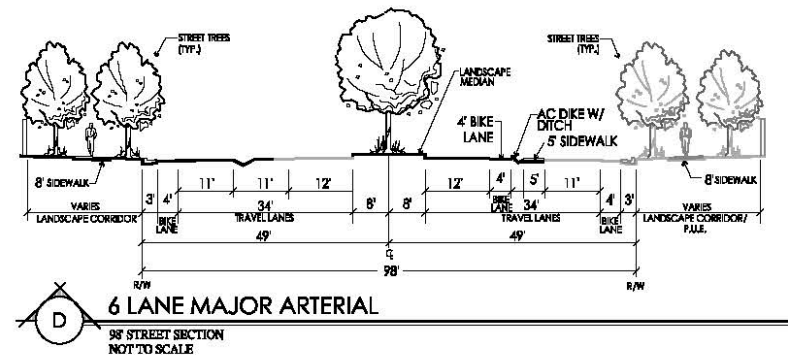 STREET TREES
(TYP.)
STREET TREES
(TYP.)
LANDSCAPE
MEDIAN
4' BIKE
LANE
AC DIKE W/
DITCH
5' SIDEWALK
8' SIDEWALK
8' SIDEWALK
11' 11' 12' 12' 4' 5' 11'
3' 4' 8' 8' 4' 3'
VARIES
LANDSCAPE CORRIDOR
BIKE
LANE
34'
TRAVEL LANES
BIKE
LANE
34'
TRAVEL LANES
BIKE
LANE
VARIES
LANDSCAPE CORRIDOR/
P.U.E.
49' 49'
98'
R/W
R/W
D
6 LANE MAJOR ARTERIAL
98' STREET SECTION
NOT TO SCALE